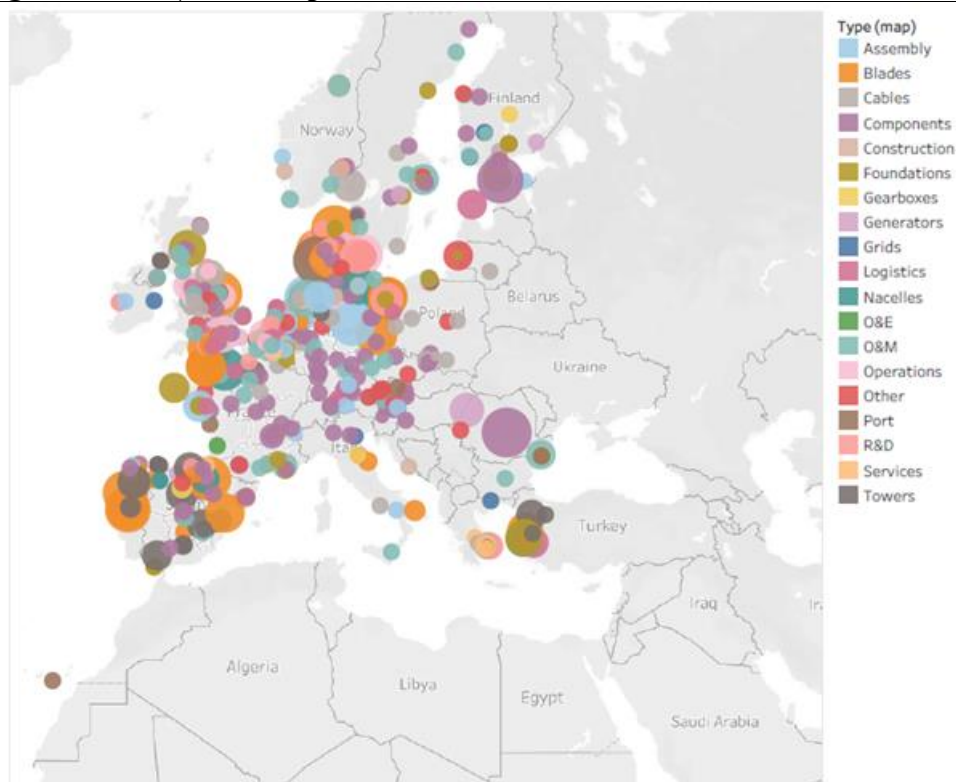 Type (map)
Assembly
Blades
Cables
Components
Construction
Foundations
Gearboxes
Generators
Grids
Logistics
Nacelles
O&E
O&M
Operations
Other
Port
R&D
Services
Towers
Finland
Norway
Belarus
Poland
Ukraine
Turkey
Iraq
Algeria
Libya
Egypt
Saudi Arabia